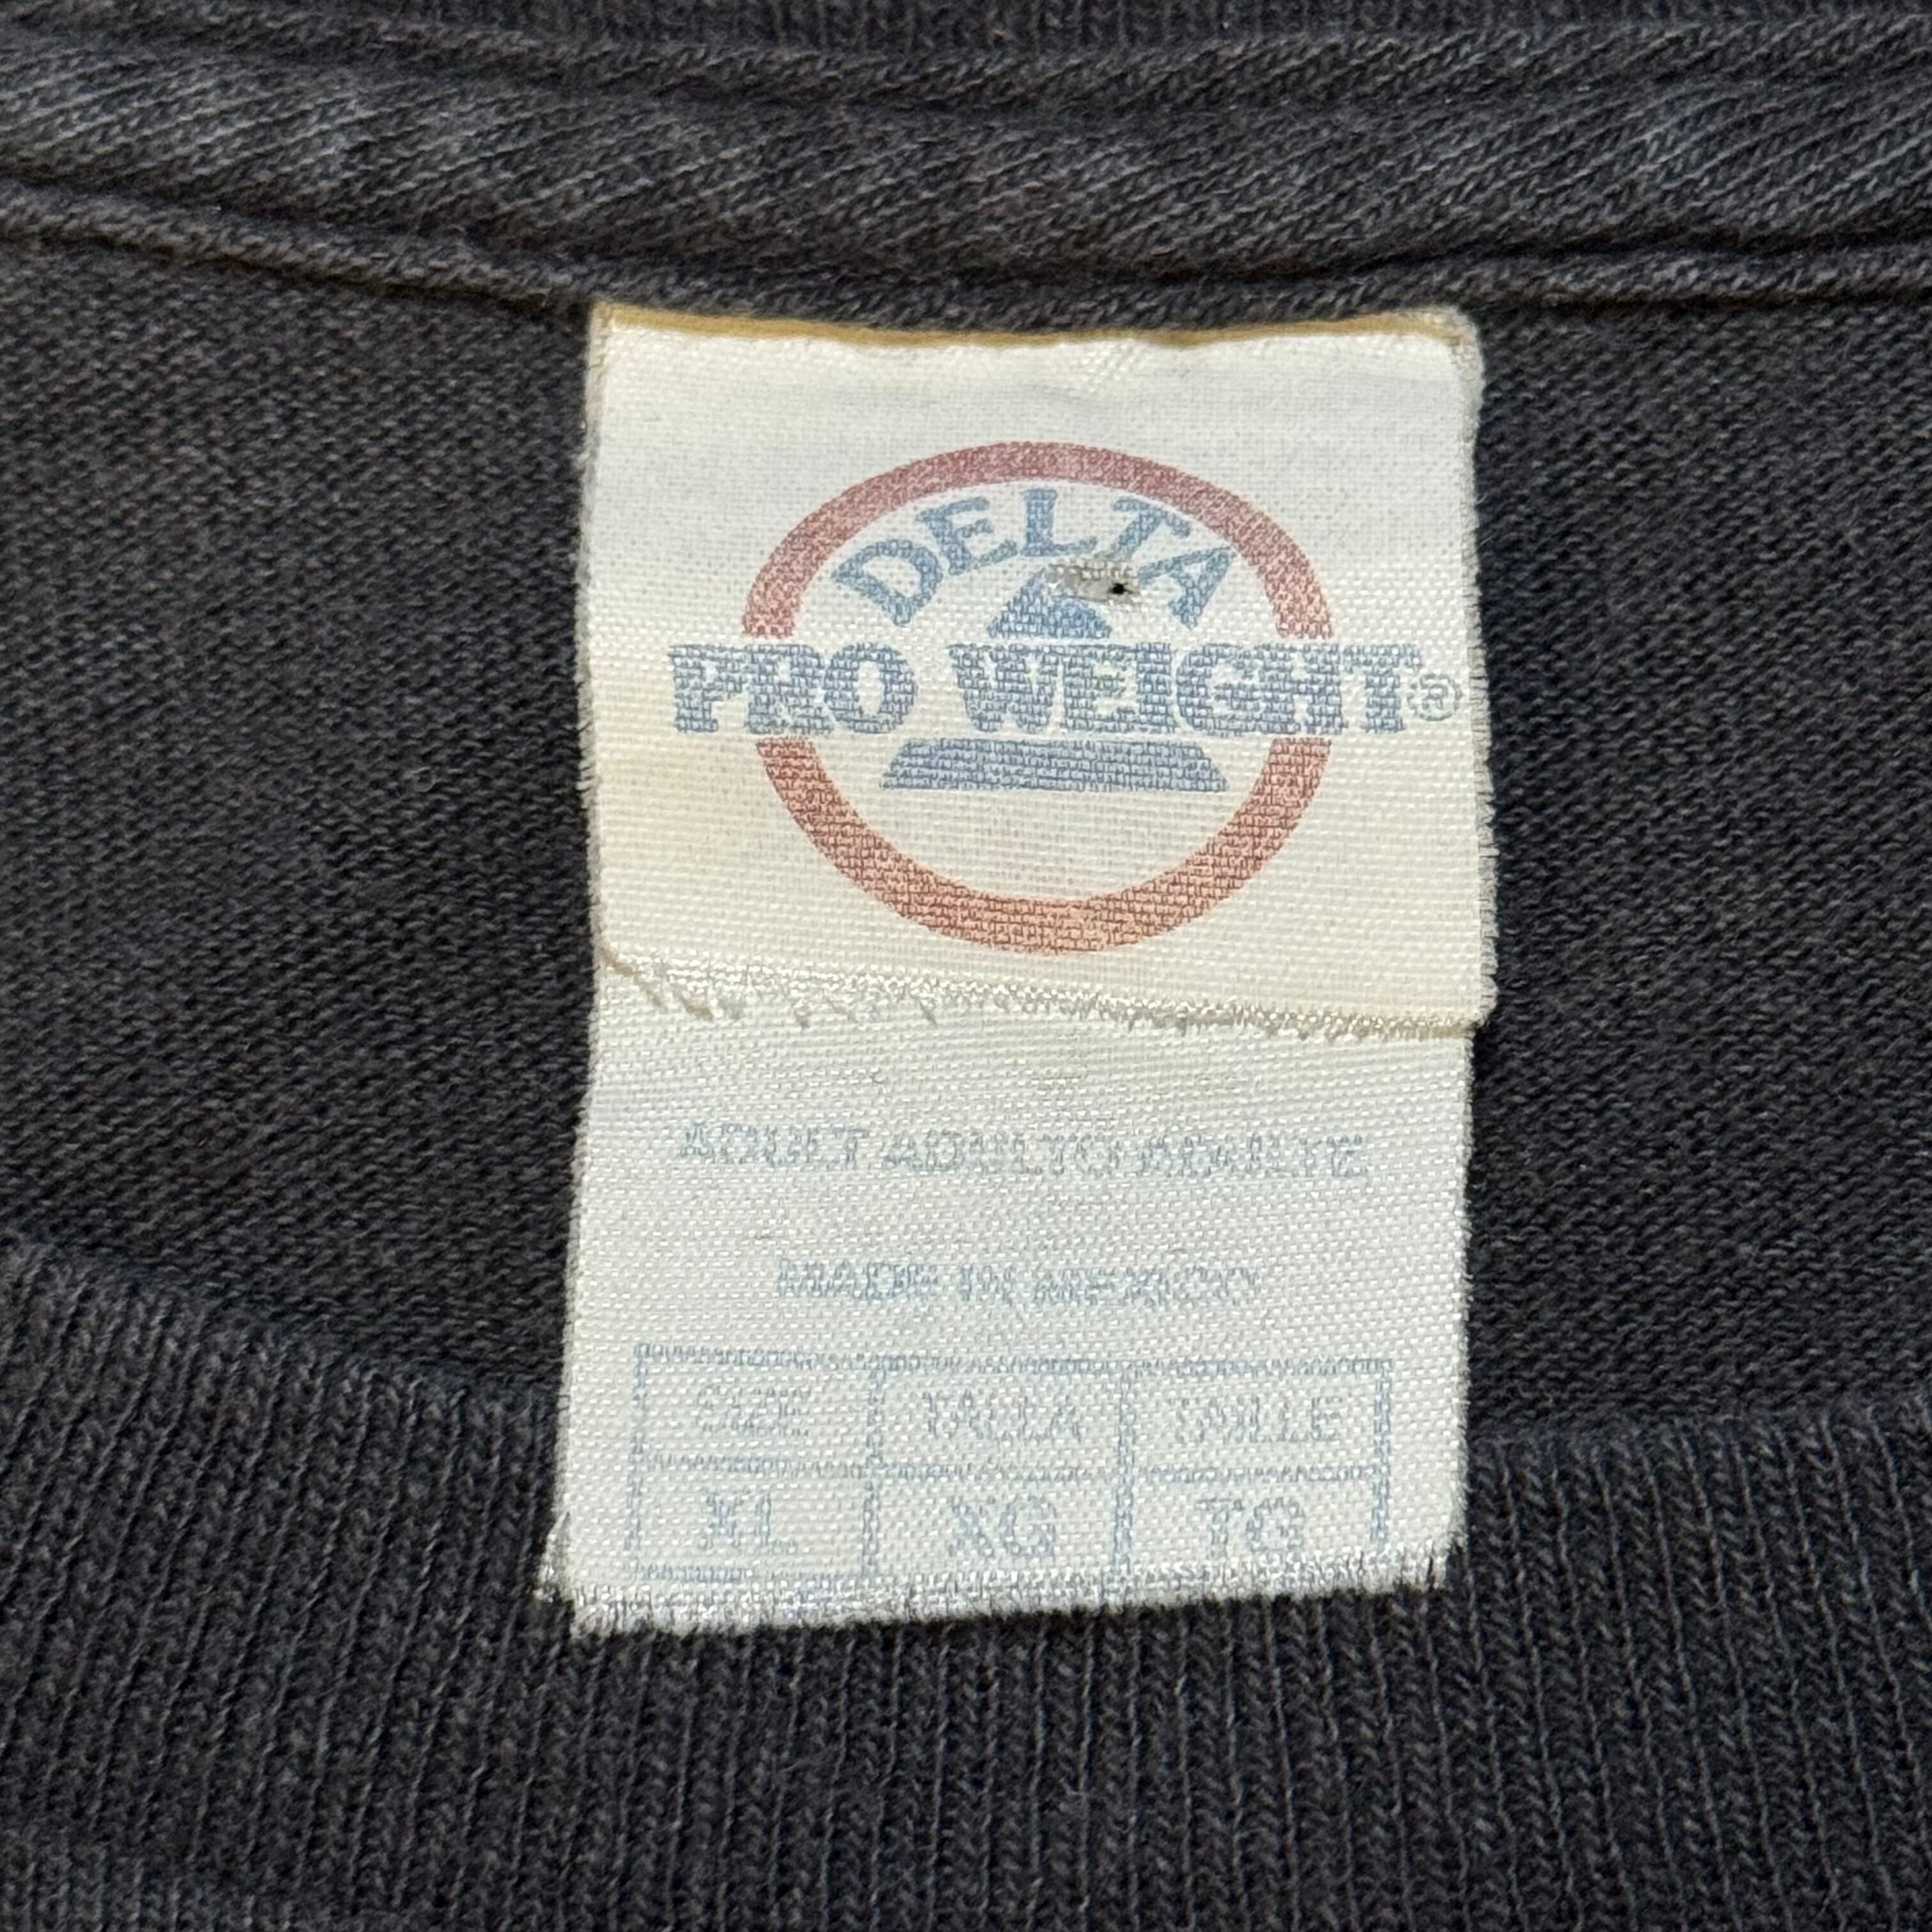 DELTA
PRO WEIGHT®
ADULT ADULTO ADULTE
MADE IN MEXICO
SIZE TALLA TAILLE
XL XG TG